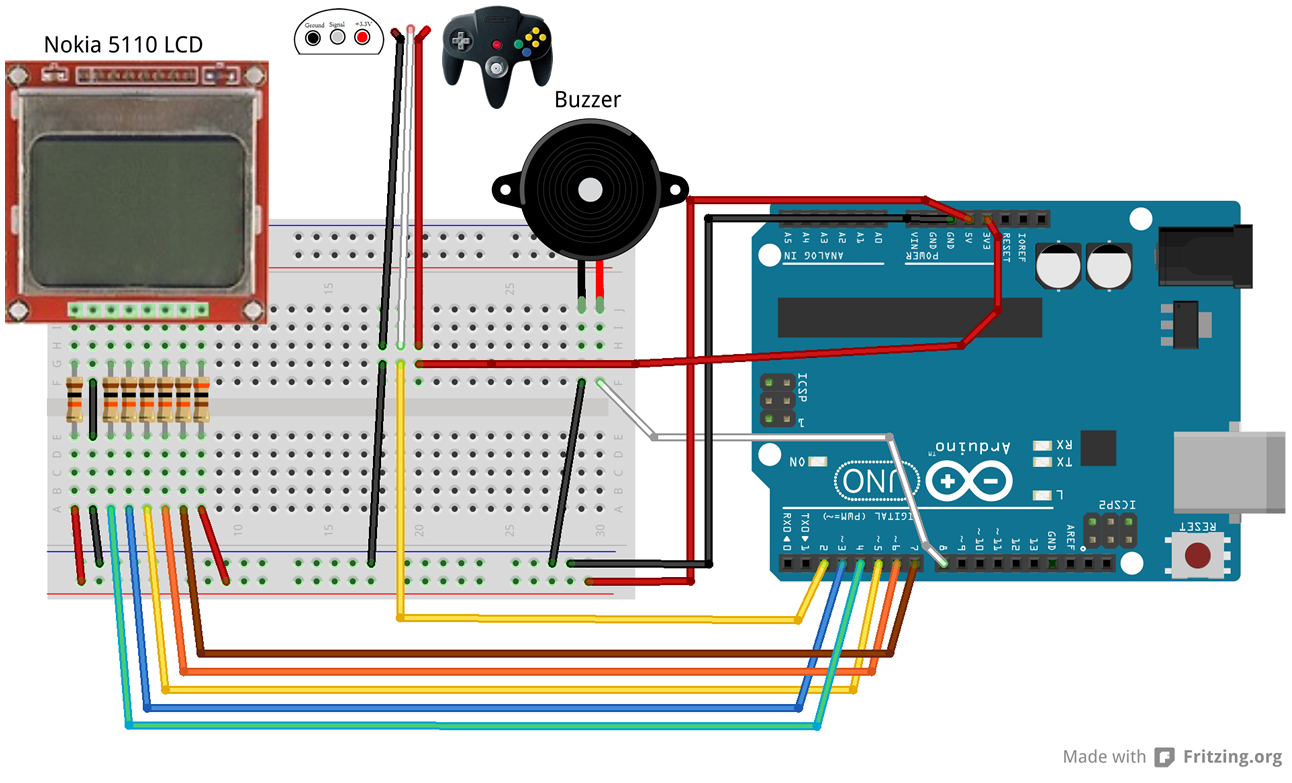 Nokia 5110 LCD
Ground Signal +3.3V
Buzzer
15 25
J
I
H
G
F
E
D
C
B
A
10 15 20 25 30
A5 A4 A3 A2 A1 A0 VIN GND GND 5V 3V3 RESET IOREF
ANALOG IN POWER
ICSP
1
Arduino
TM
UNO
ON
RX
TX
L
ICSP2
RESET
DIGITAL (PWM=~)
RX0 TX0 AREF
0 1 2 ~3 4 ~5 ~6 7 8 ~9 ~10 ~11 12 13 GND
Made with Fritzing.org